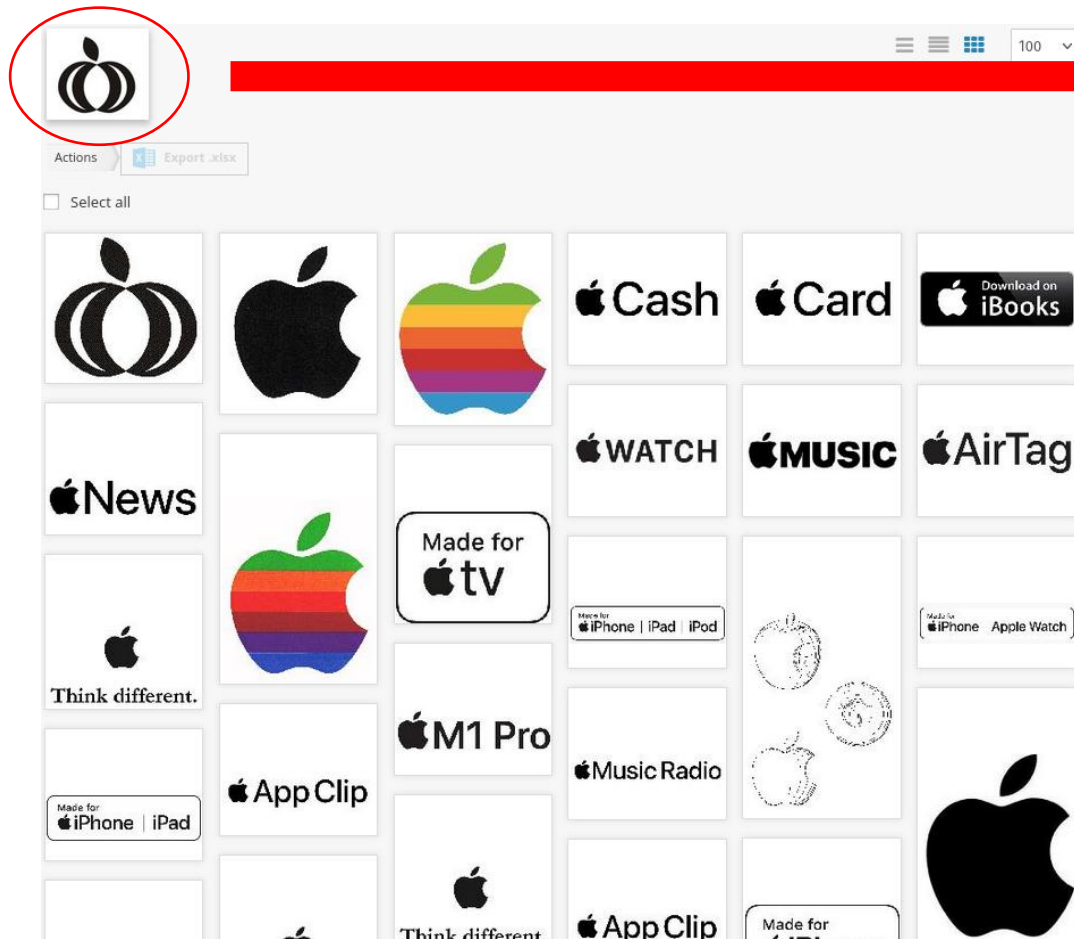 100
Actions
Export .xlsx
Select all
Cash
Card
Download on
iBooks
News
WATCH
MUSIC
AirTag
Made for
tv
Made for
iPhone | iPad | iPod
Made for
iPhone Apple Watch
Think different.
M1 Pro
Music Radio
App Clip
Made for
iPhone | iPad
Think different
App Clip
Made for